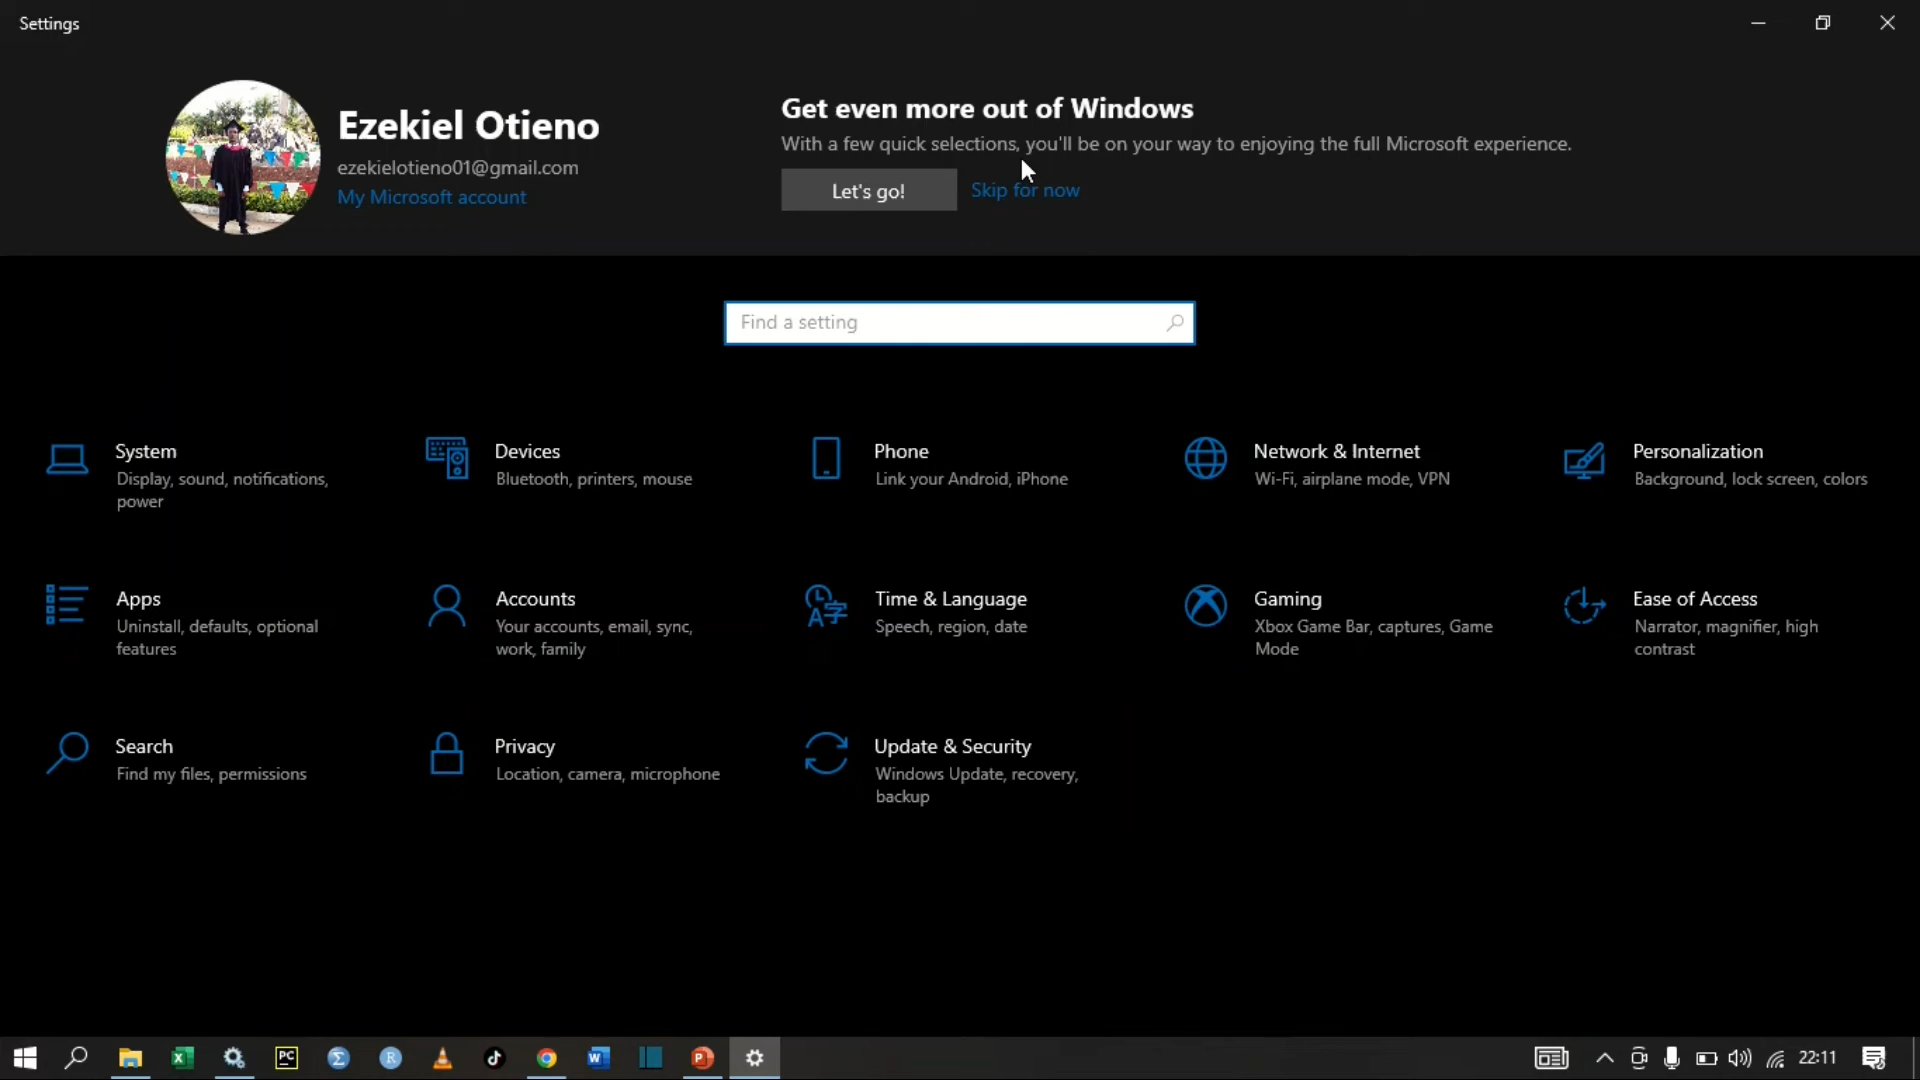 Settings
Ezekiel Otieno
ezekielotieno01@gmail.com
My Microsoft account
Get even more out of Windows
With a few quick selections, you'll be on your way to enjoying the full Microsoft experience.
Let's go!
Skip for now
Find a setting
System
Display, sound, notifications,
power
Devices
Bluetooth, printers, mouse
Phone
Link your Android, iPhone
Network & Internet
Wi-Fi, airplane mode, VPN
Personalization
Background, lock screen, colors
Apps
Uninstall, defaults, optional
features
Accounts
Your accounts, email, sync,
work, family
Time & Language
Speech, region, date
Gaming
Xbox Game Bar, captures, Game
Mode
Ease of Access
Narrator, magnifier, high
contrast
Search
Find my files, permissions
Privacy
Location, camera, microphone
Update & Security
Windows Update, recovery,
backup
22:11